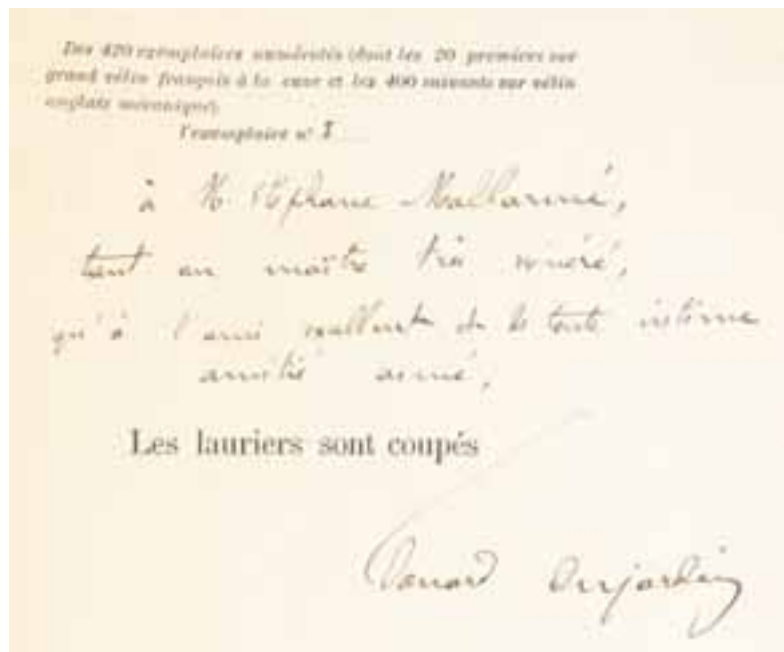 Des 420 exemplaires numérotés (dont les 20 premiers sur
grand vélin français à la cuve et les 400 suivants sur vélin
anglais mécanique)
l'exemplaire n°
à M Stéphane Mallarmé,
tant au maître très vénéré,
qu'à l'ami de toute intime
amitié aimé,
Les lauriers sont coupés
Edouard Dujardin